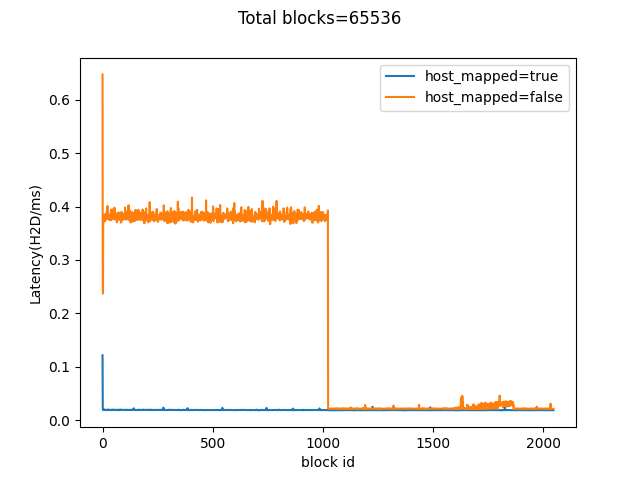 Total blocks=65536
host_mapped=true
host_mapped=false
Latency(H2D/ms)
0.6
0.5
0.4
0.3
0.2
0.1
0.0
0
500
1000
1500
2000
block id